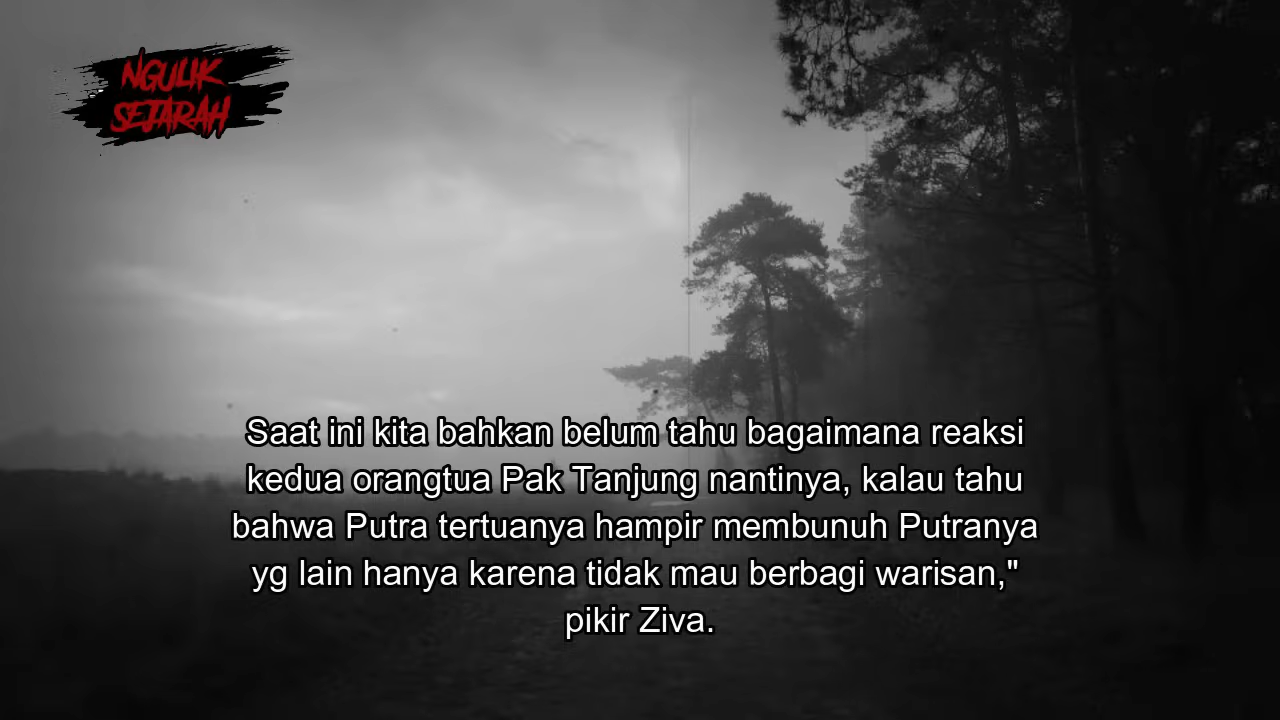 NGULIK
SEJARAH
Saat ini kita bahkan belum tahu bagaimana reaksi
kedua orangtua Pak Tanjung nantinya, kalau tahu
bahwa Putra tertuanya hampir membunuh Putranya
yg lain hanya karena tidak mau berbagi warisan,"
pikir Ziva.